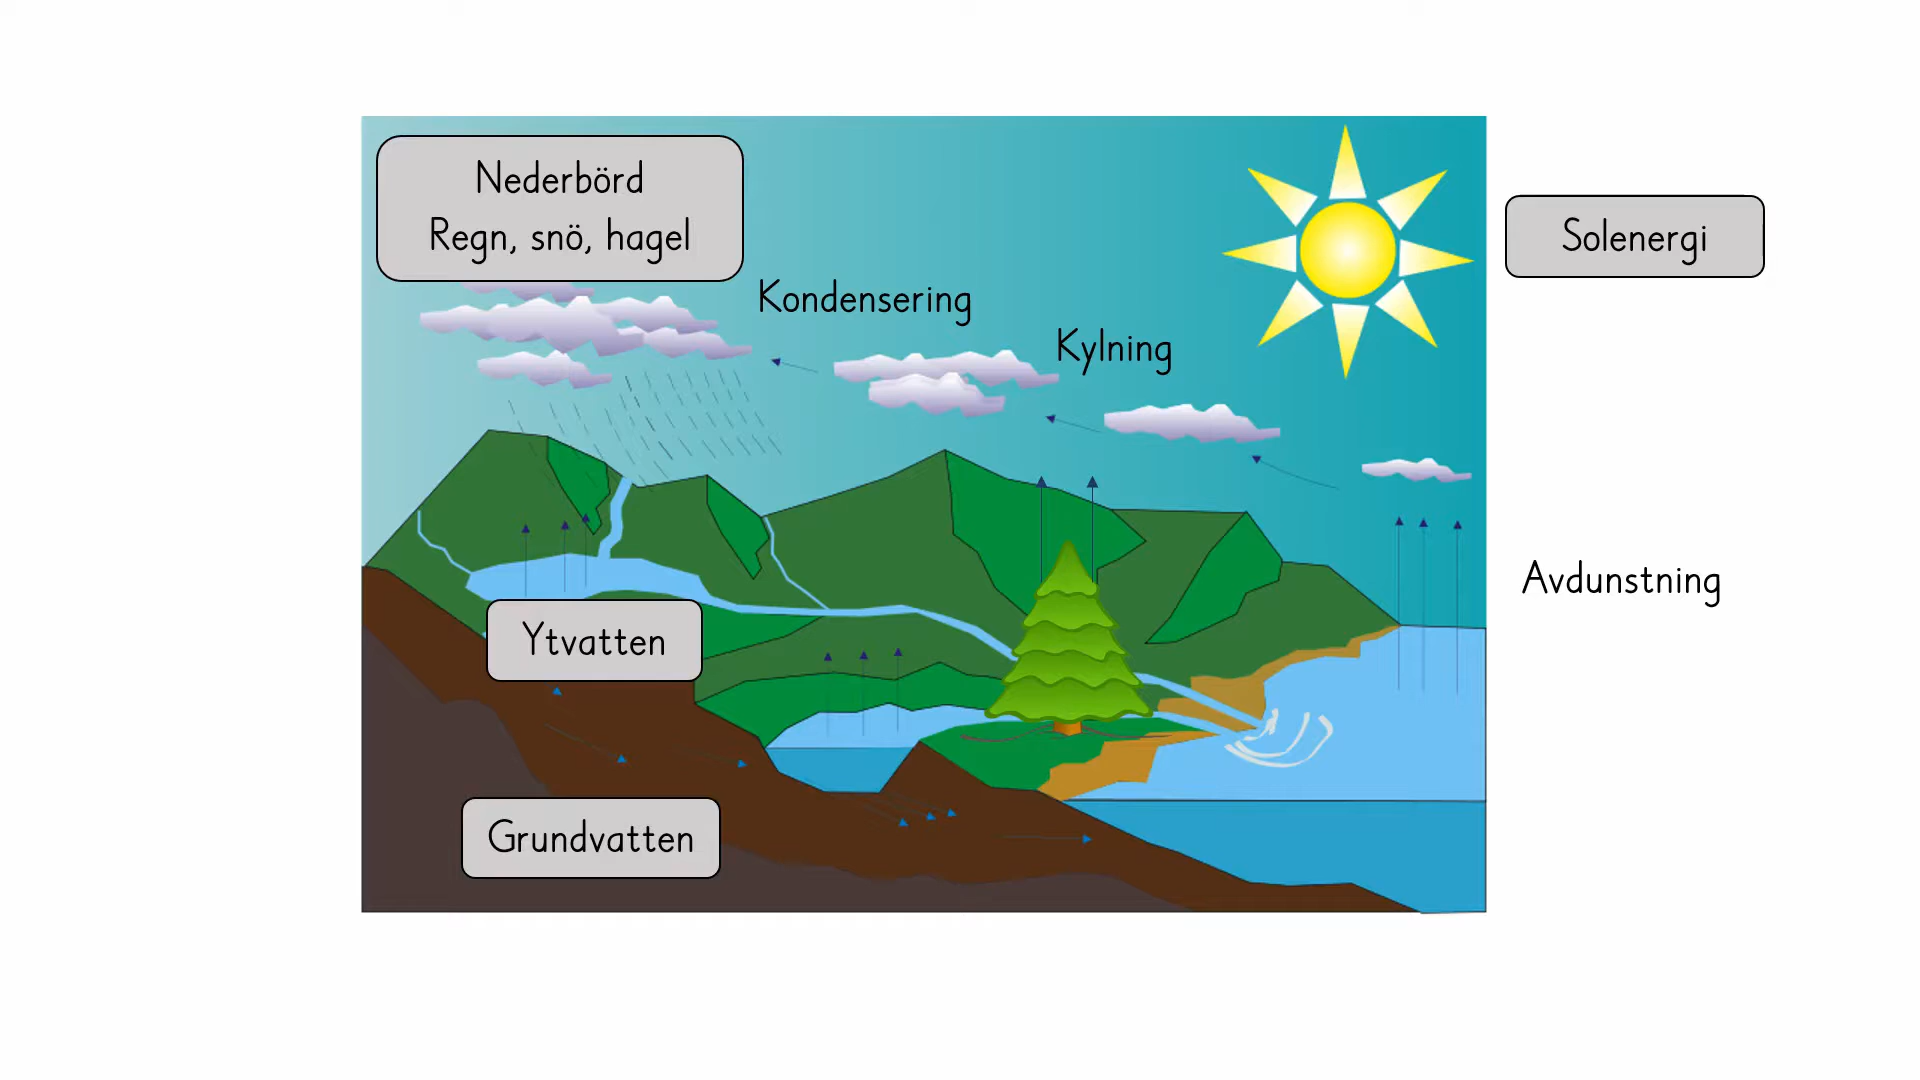 Nederbörd
Regn, snö, hagel
Solenergi
Kondensering
Kylning
Avdunstning
Ytvatten
Grundvatten